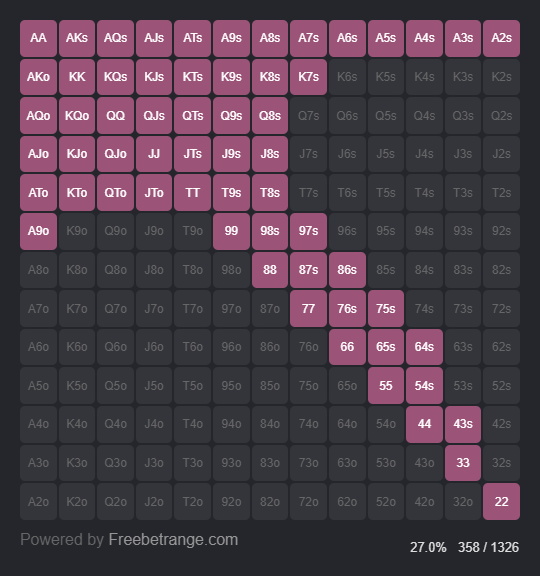 AA AKs AQs AJs ATs A9s A8s A7s A6s A5s A4s A3s A2s
AKo KK KQs KJs KTs K9s K8s K7s K6s K5s K4s K3s K2s
AQo KQo QQ QJs QTs Q9s Q8s Q7s Q6s Q5s Q4s Q3s Q2s
AJo KJo QJo JJ JTs J9s J8s J7s J6s J5s J4s J3s J2s
ATo KTo QTo JTo TT T9s T8s T7s T6s T5s T4s T3s T2s
A9o K9o Q9o J9o T9o 99 98s 97s 96s 95s 94s 93s 92s
A8o K8o Q8o J8o T8o 98o 88 87s 86s 85s 84s 83s 82s
A7o K7o Q7o J7o T7o 97o 87o 77 76s 75s 74s 73s 72s
A6o K6o Q6o J6o T6o 96o 86o 76o 66 65s 64s 63s 62s
A5o K5o Q5o J5o T5o 95o 85o 75o 65o 55 54s 53s 52s
A4o K4o Q4o J4o T4o 94o 84o 74o 64o 54o 44 43s 42s
A3o K3o Q3o J3o T3o 93o 83o 73o 63o 53o 43o 33 32s
A2o K2o Q2o J2o T2o 92o 82o 72o 62o 52o 42o 32o 22
Powered by Freebetrange.com
27.0% 358 / 1326